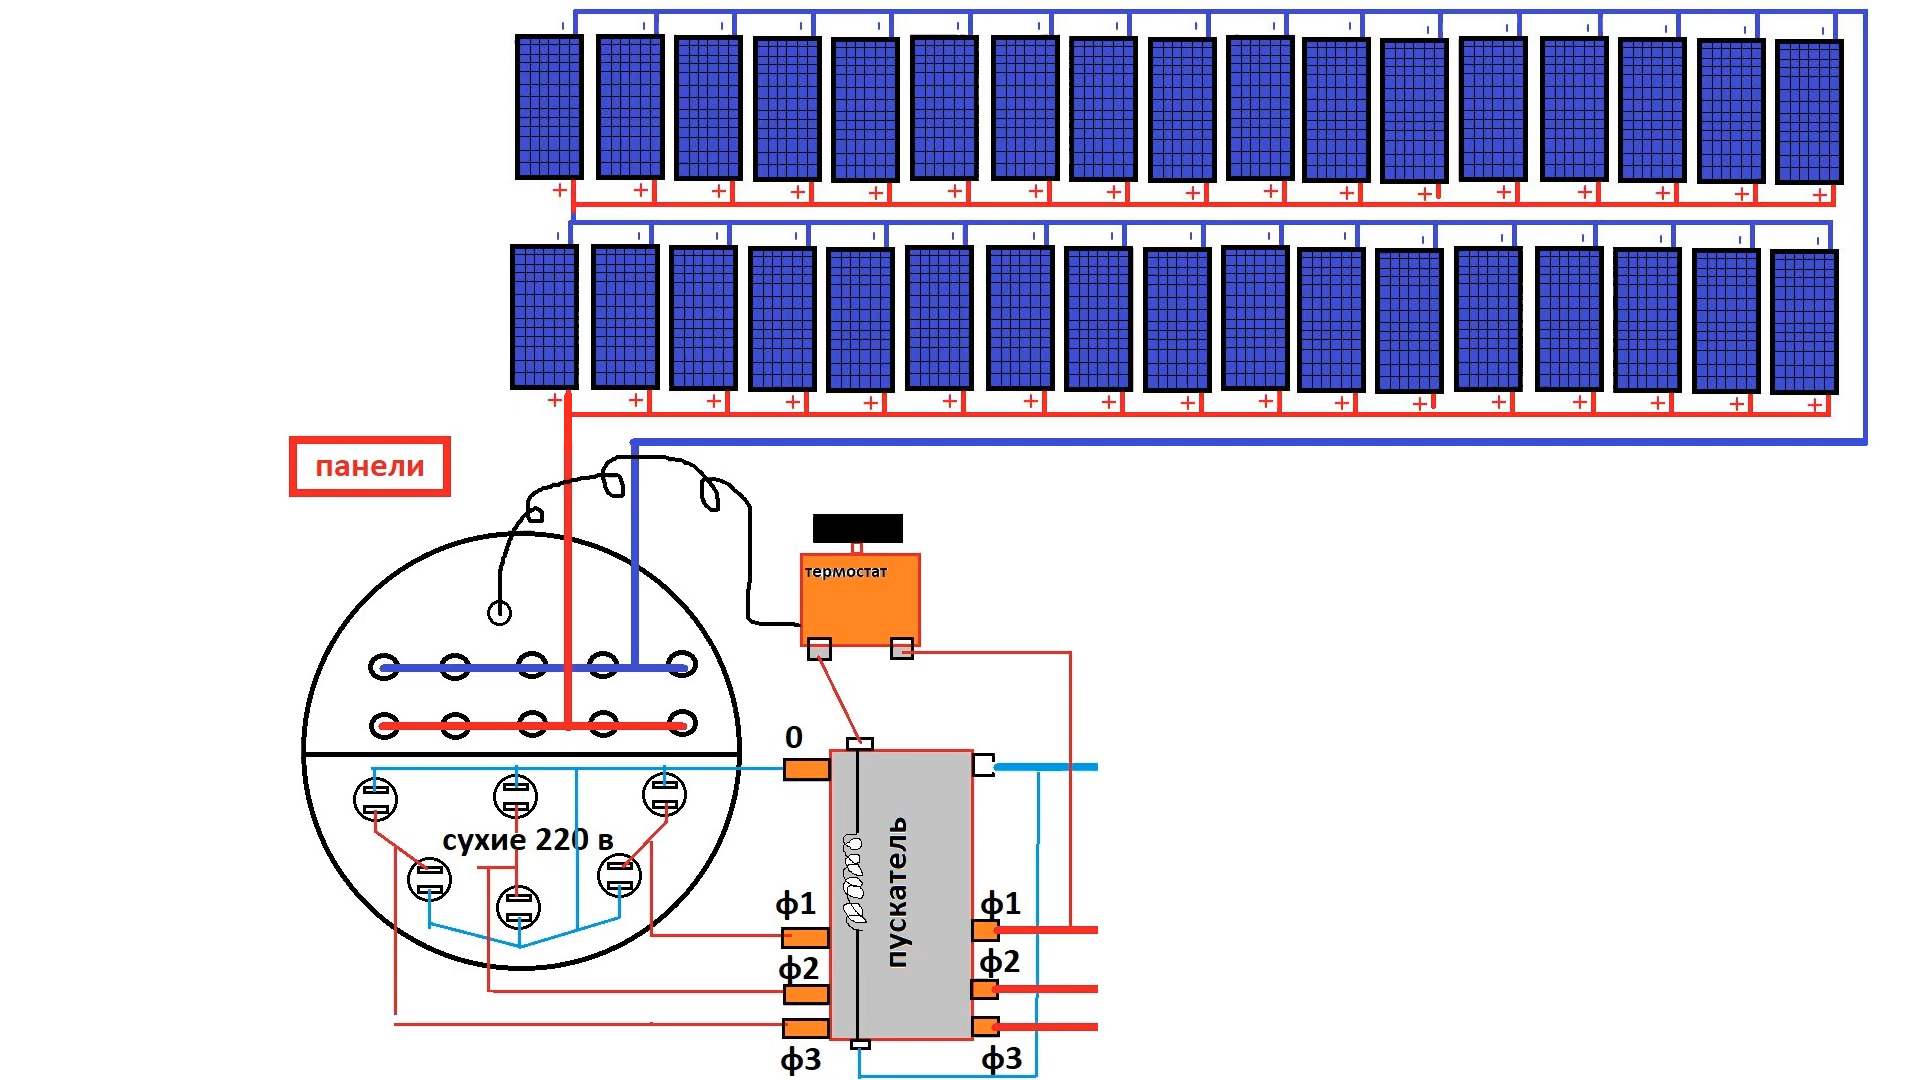 панели
термостат
0
сухие 220 в
пускатель
ф1
ф1
ф2
ф2
ф3
ф3